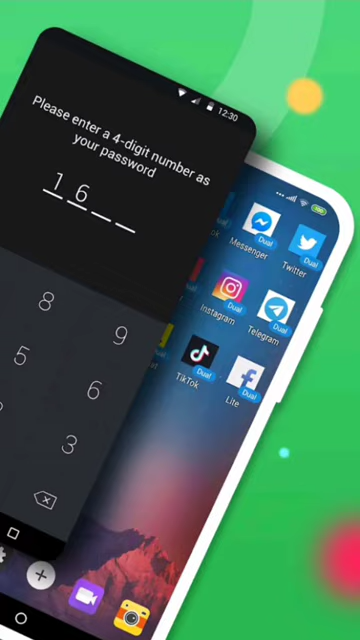 12:30
Please enter a 4-digit number as
your password
1 6 _ _
Messenger
Dual
Twitter
Dual
Instagram
Dual
Telegram
Dual
TikTok
Dual
Lite
Dual
8
9
5
6
3